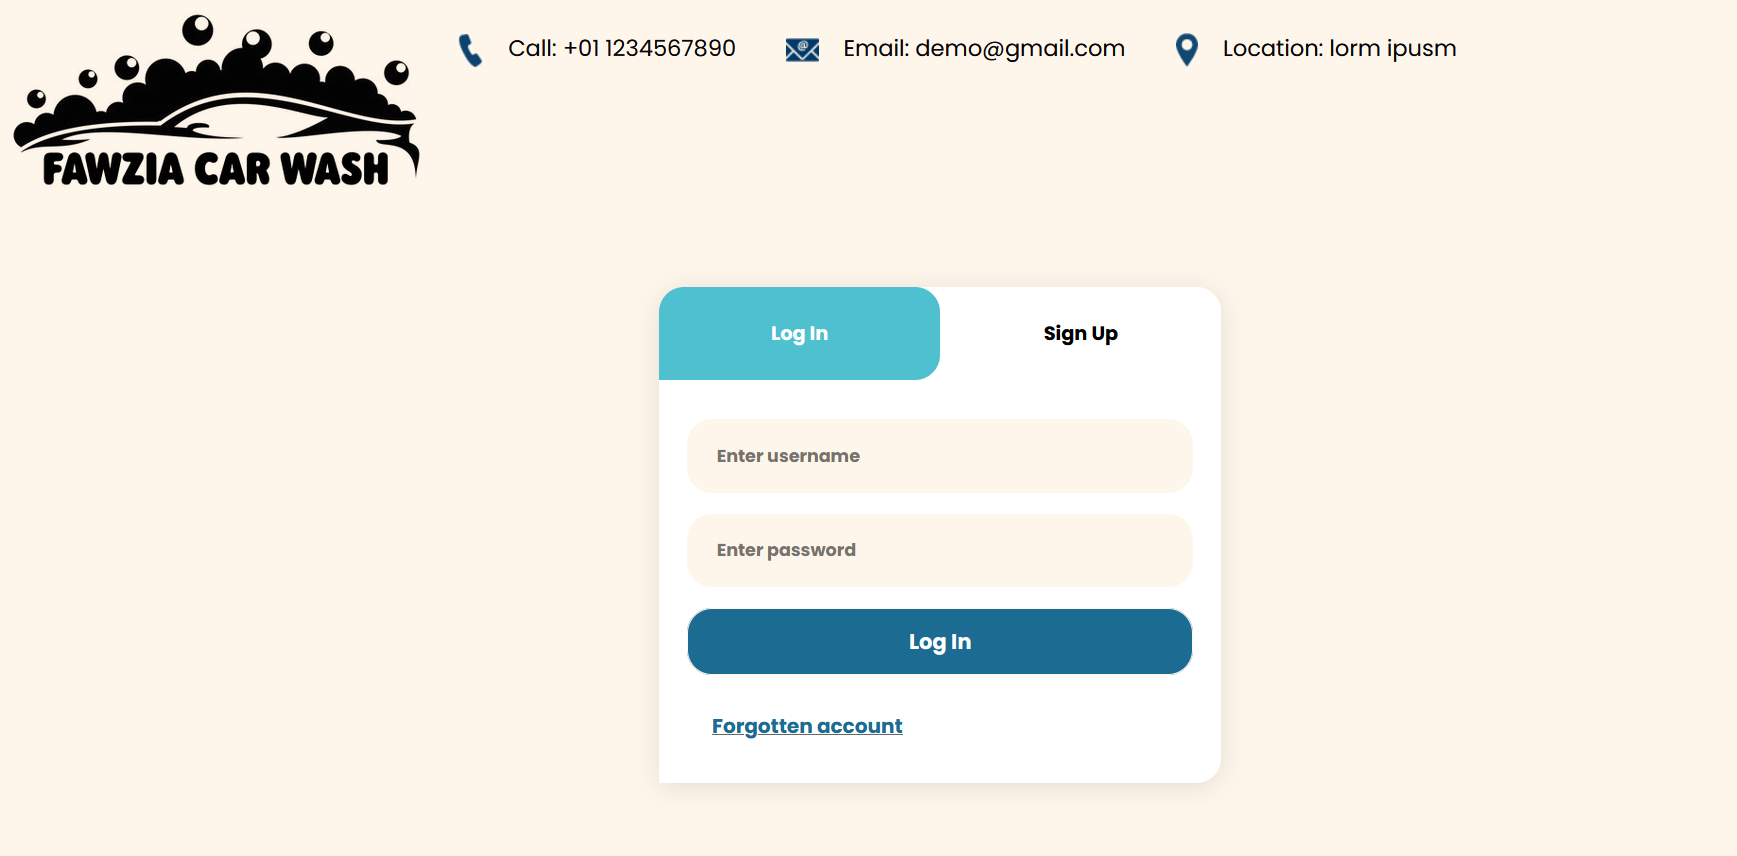 FAWZIA CAR WASH
Call: +01 1234567890
Email: demo@gmail.com
Location: lorm ipusm
Log In
Sign Up
Enter username
Enter password
Log In
Forgotten account